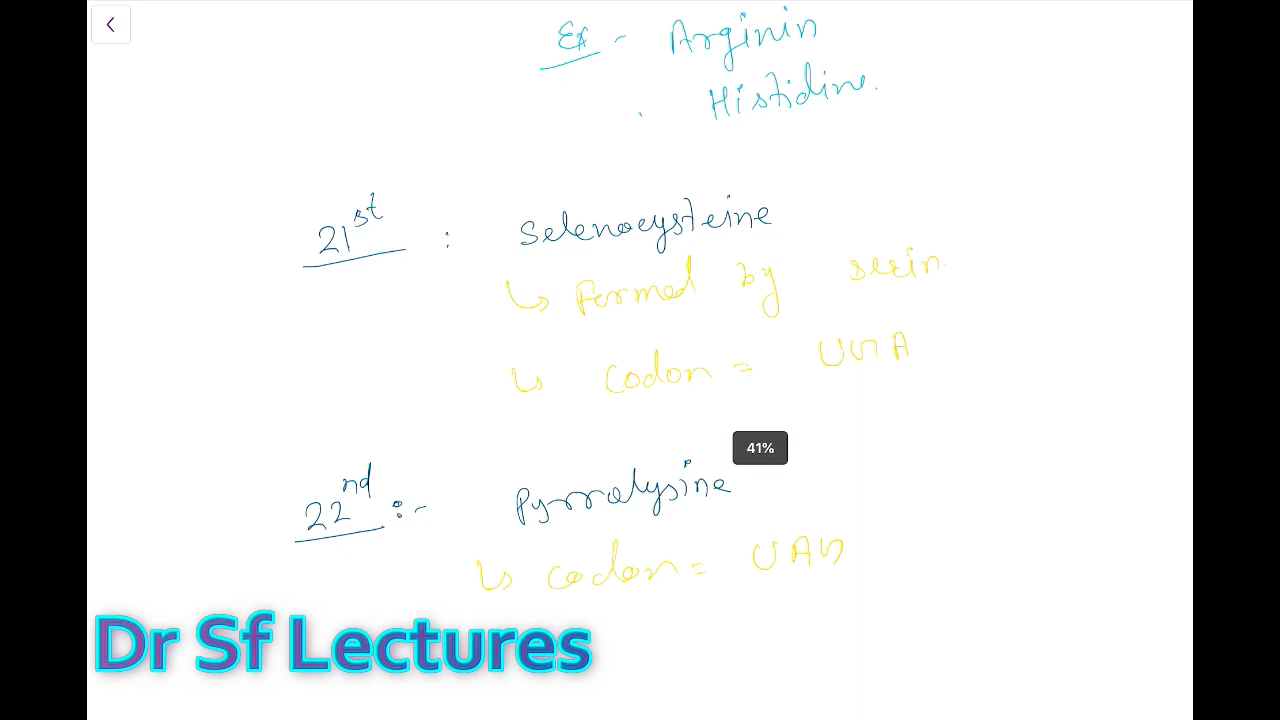 Ex - Arginin
Histidine.
21st : Selenocysteine
↳ Formed by serin.
↳ codon = UGA
41%
22nd :- Pyrrolysine
↳ codon = UAG
Dr Sf Lectures